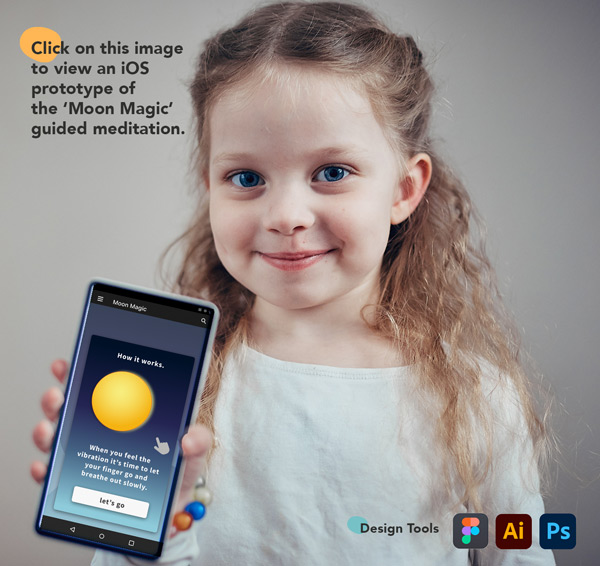 Click on this image
to view an iOS
prototype of
the ‘Moon Magic’
guided meditation.
Moon Magic
How it works.
When you feel the
vibration it's time to let
your finger go and
breathe out slowly.
let's go
Design Tools
Ai
Ps